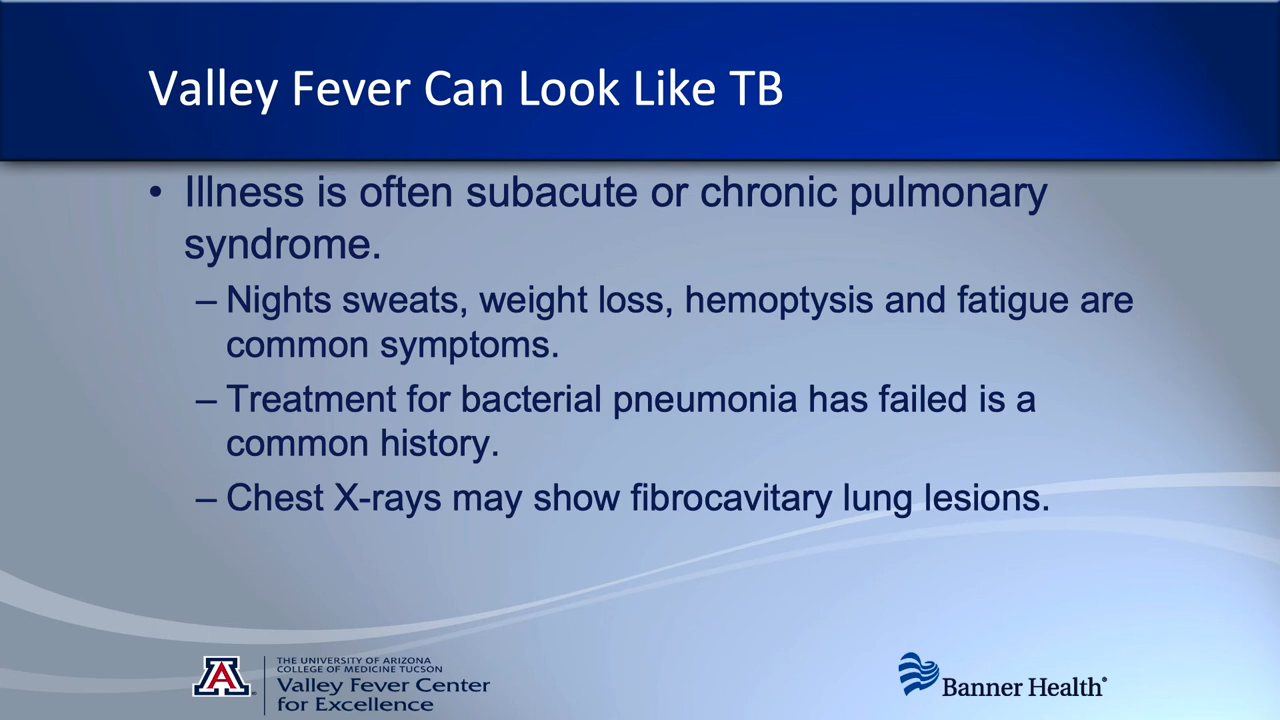 Valley Fever Can Look Like TB
• Illness is often subacute or chronic pulmonary
syndrome.
– Nights sweats, weight loss, hemoptysis and fatigue are
common symptoms.
– Treatment for bacterial pneumonia has failed is a
common history.
– Chest X-rays may show fibrocavitary lung lesions.
A
THE UNIVERSITY OF ARIZONA
COLLEGE OF MEDICINE TUCSON
Valley Fever Center
for Excellence
Banner Health®